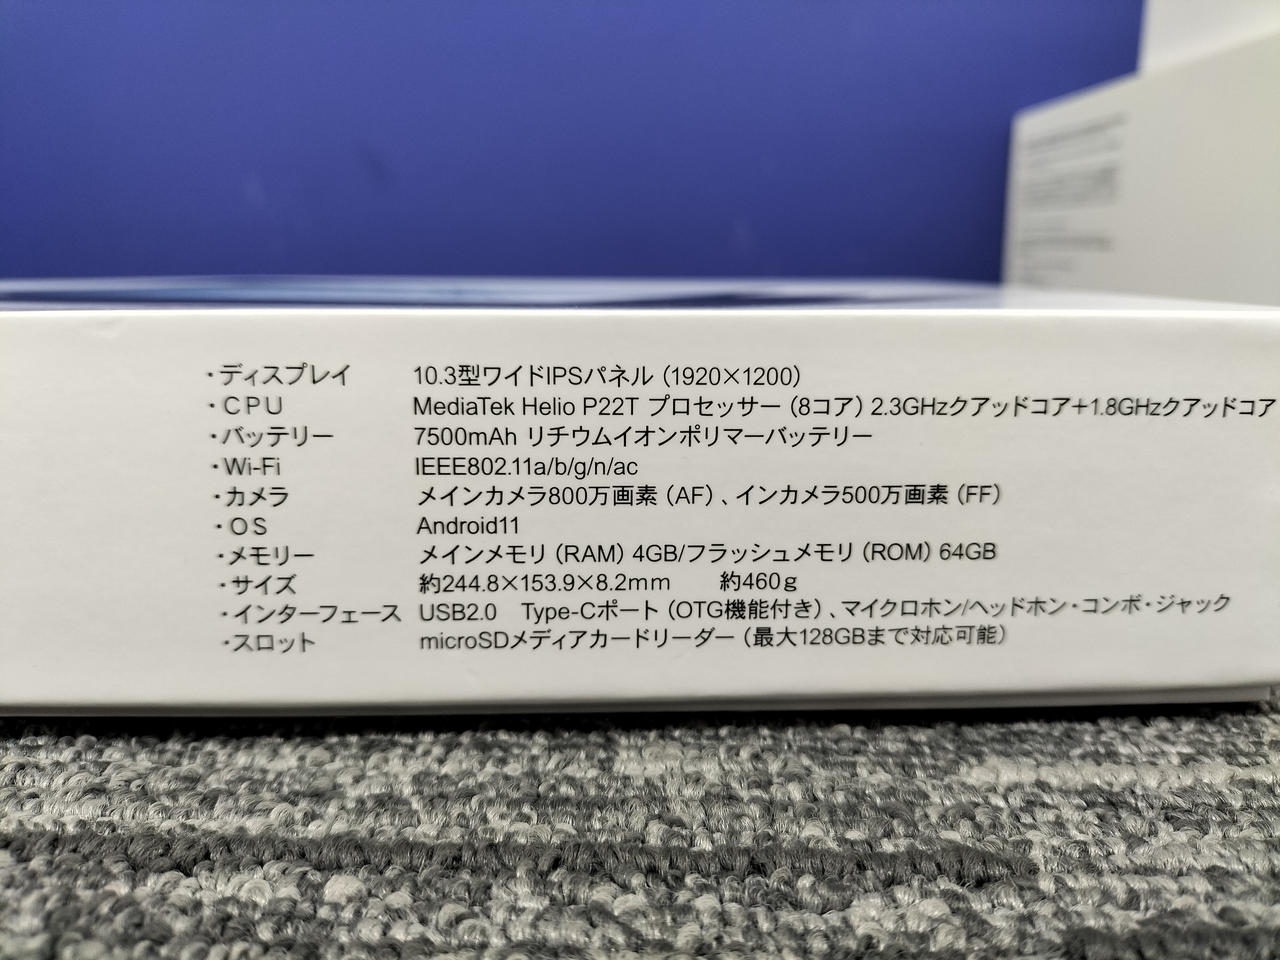 ・ディスプレイ 10.3型ワイドIPSパネル（1920×1200）
・CPU MediaTek Helio P22T プロセッサー（8コア）2.3GHzクアッドコア+1.8GHzクアッドコア
・バッテリー 7500mAh リチウムイオンポリマーバッテリー
・Wi-Fi IEEE802.11a/b/g/n/ac
・カメラ メインカメラ800万画素（AF）、インカメラ500万画素（FF）
・OS Android11
・メモリー メインメモリ（RAM）4GB/フラッシュメモリ（ROM）64GB
・サイズ 約244.8×153.9×8.2mm 約460g
・インターフェース USB2.0 Type-Cポート（OTG機能付き）、マイクロホン/ヘッドホン・コンボ・ジャック
・スロット microSDメディアカードリーダー（最大128GBまで対応可能）